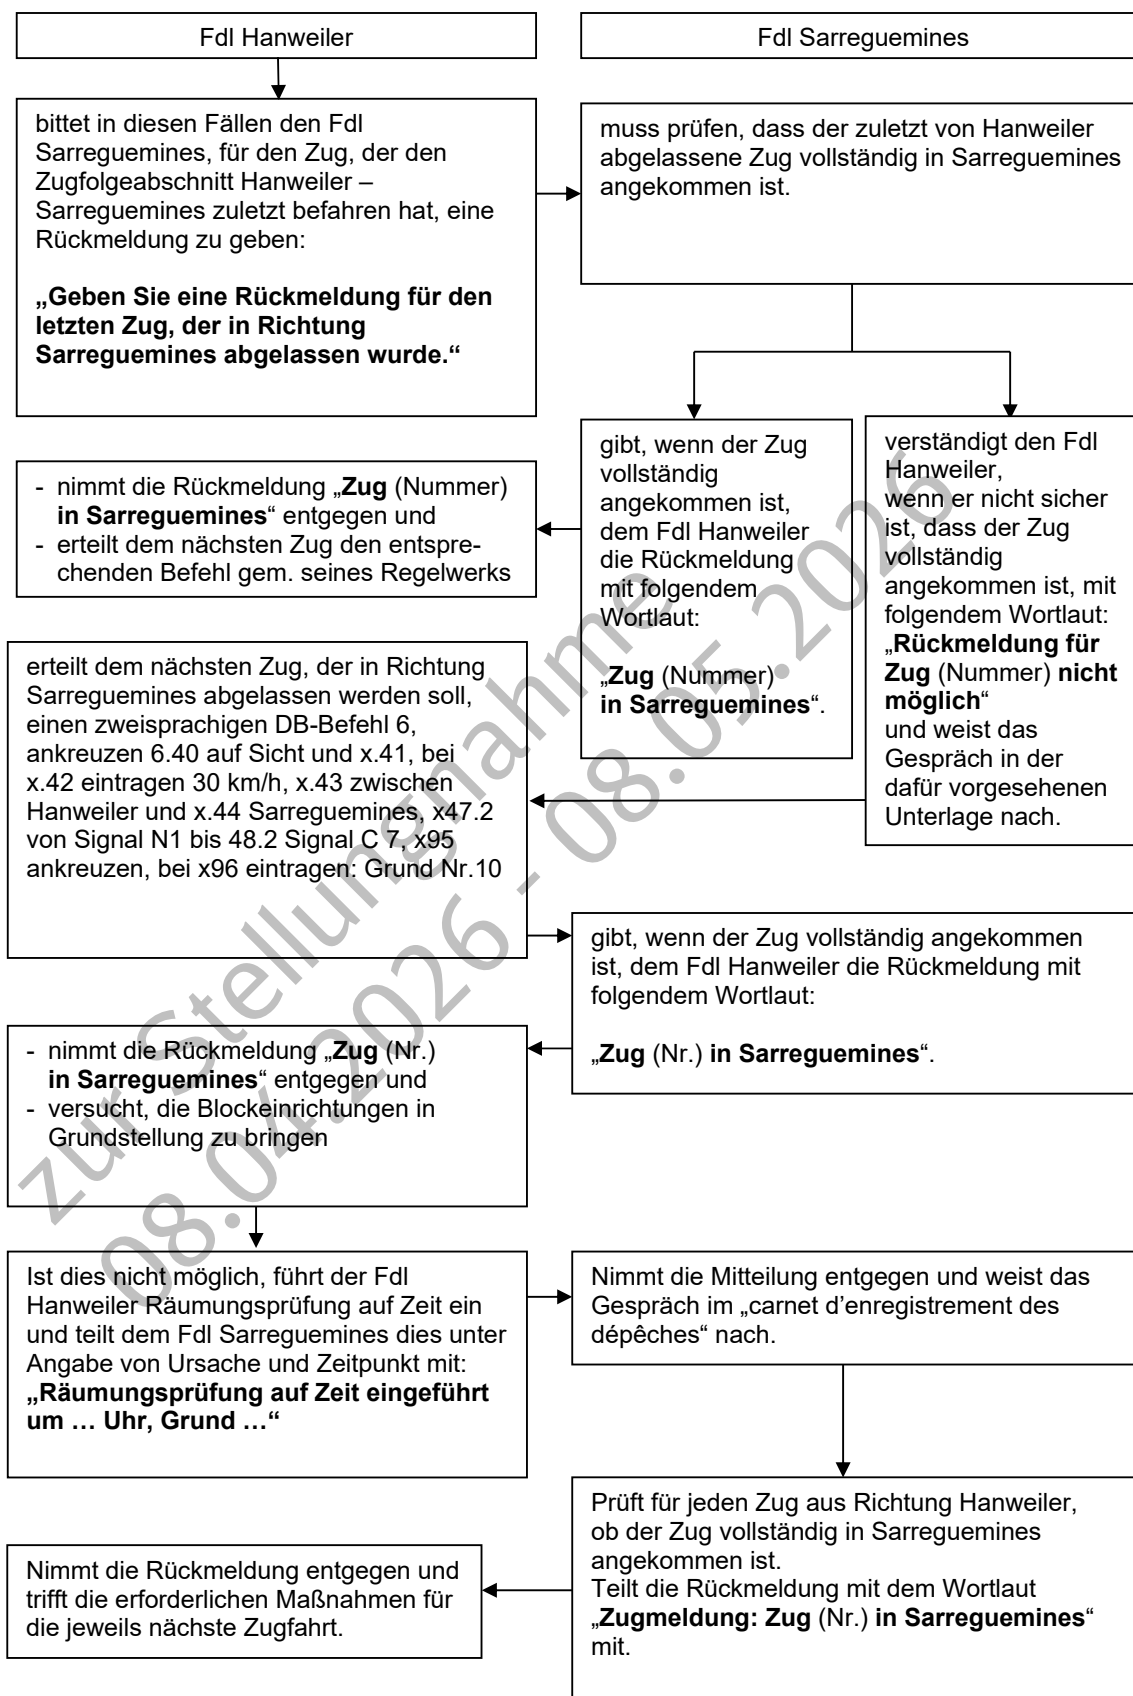 Fdl Hanweiler
Fdl Sarreguemines
bittet in diesen Fällen den Fdl
Sarreguemines, für den Zug, der den
Zugfolgeabschnitt Hanweiler –
Sarreguemines zuletzt befahren hat, eine
Rückmeldung zu geben:
„Geben Sie eine Rückmeldung für den
letzten Zug, der in Richtung
Sarreguemines abgelassen wurde.“
muss prüfen, dass der zuletzt von Hanweiler
abgelassene Zug vollständig in Sarreguemines
angekommen ist.
gibt, wenn der Zug
vollständig
angekommen ist,
dem Fdl Hanweiler
die Rückmeldung
mit folgendem
Wortlaut:
„Zug (Nummer)
in Sarreguemines“.
verständigt den Fdl
Hanweiler,
wenn er nicht sicher
ist, dass der Zug
vollständig
angekommen ist, mit
folgendem Wortlaut:
„Rückmeldung für
Zug (Nummer) nicht
möglich“
und weist das
Gespräch in der
dafür vorgesehenen
Unterlage nach.
- nimmt die Rückmeldung „Zug (Nummer)
in Sarreguemines“ entgegen und
- erteilt dem nächsten Zug den entspre-
chenden Befehl gem. seines Regelwerks
erteilt dem nächsten Zug, der in Richtung
Sarreguemines abgelassen werden soll,
einen zweisprachigen DB-Befehl 6,
ankreuzen 6.40 auf Sicht und x.41, bei
x.42 eintragen 30 km/h, x.43 zwischen
Hanweiler und x.44 Sarreguemines, x47.2
von Signal N1 bis 48.2 Signal C 7, x95
ankreuzen, bei x96 eintragen: Grund Nr.10
gibt, wenn der Zug vollständig angekommen
ist, dem Fdl Hanweiler die Rückmeldung mit
folgendem Wortlaut:
„Zug (Nr.) in Sarreguemines“.
- nimmt die Rückmeldung „Zug (Nr.)
in Sarreguemines“ entgegen und
- versucht, die Blockeinrichtungen in
Grundstellung zu bringen
Ist dies nicht möglich, führt der Fdl
Hanweiler Räumungsprüfung auf Zeit ein
und teilt dem Fdl Sarreguemines dies unter
Angabe von Ursache und Zeitpunkt mit:
„Räumungsprüfung auf Zeit eingeführt
um … Uhr, Grund …“
Nimmt die Mitteilung entgegen und weist das
Gespräch im „carnet d’enregistrement des
dépêches“ nach.
Prüft für jeden Zug aus Richtung Hanweiler,
ob der Zug vollständig in Sarreguemines
angekommen ist.
Teilt die Rückmeldung mit dem Wortlaut
„Zugmeldung: Zug (Nr.) in Sarreguemines“
mit.
Nimmt die Rückmeldung entgegen und
trifft die erforderlichen Maßnahmen für
die jeweils nächste Zugfahrt.
zur Stellungnahme
08.04.2026 - 08.05.2026